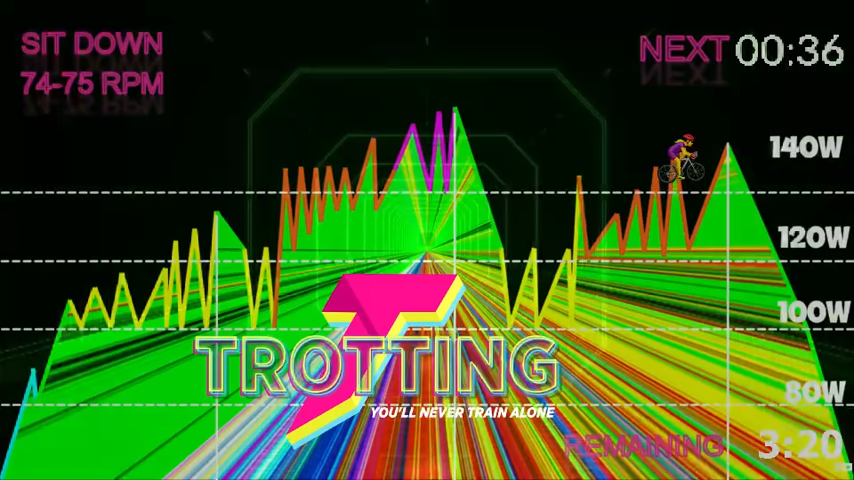 SIT DOWN
74-75 RPM
NEXT 00:36
140W
120W
100W
80W
TROTTING
YOU'LL NEVER TRAIN ALONE
REMAINING 3:20